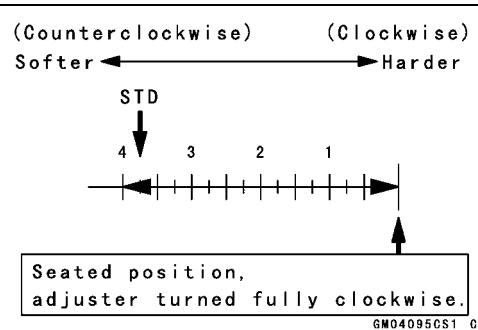 (Counterclockwise) (Clockwise)
Softer Harder
STD
4 3 2 1
Seated position,
adjuster turned fully clockwise.
GM04095CS1 C